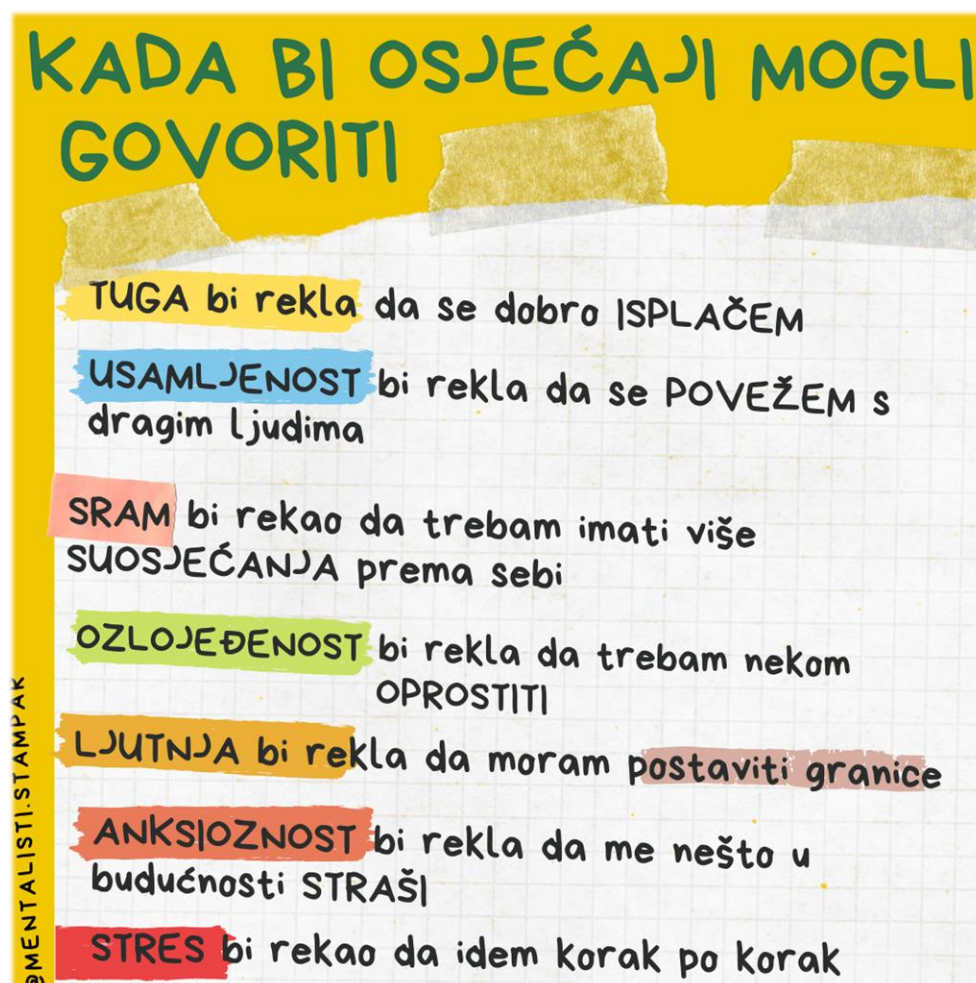 KADA BI OSJEĆAJI MOGLI
GOVORITI
TUGA bi rekla da se dobro ISPLAČEM
USAMLJENOST bi rekla da se POVEŽEM s
dragim ljudima
SRAM bi rekao da trebam imati više
SUOSJEĆANJA prema sebi
OZLOJEĐENOST bi rekla da trebam nekom
OPROSTITI
LJUTNJA bi rekla da moram postaviti granice
ANKSIOZNOST bi rekla da me nešto u
budućnosti STRAŠI
STRES bi rekao da idem korak po korak
@MENTALISTI.STAMPAK